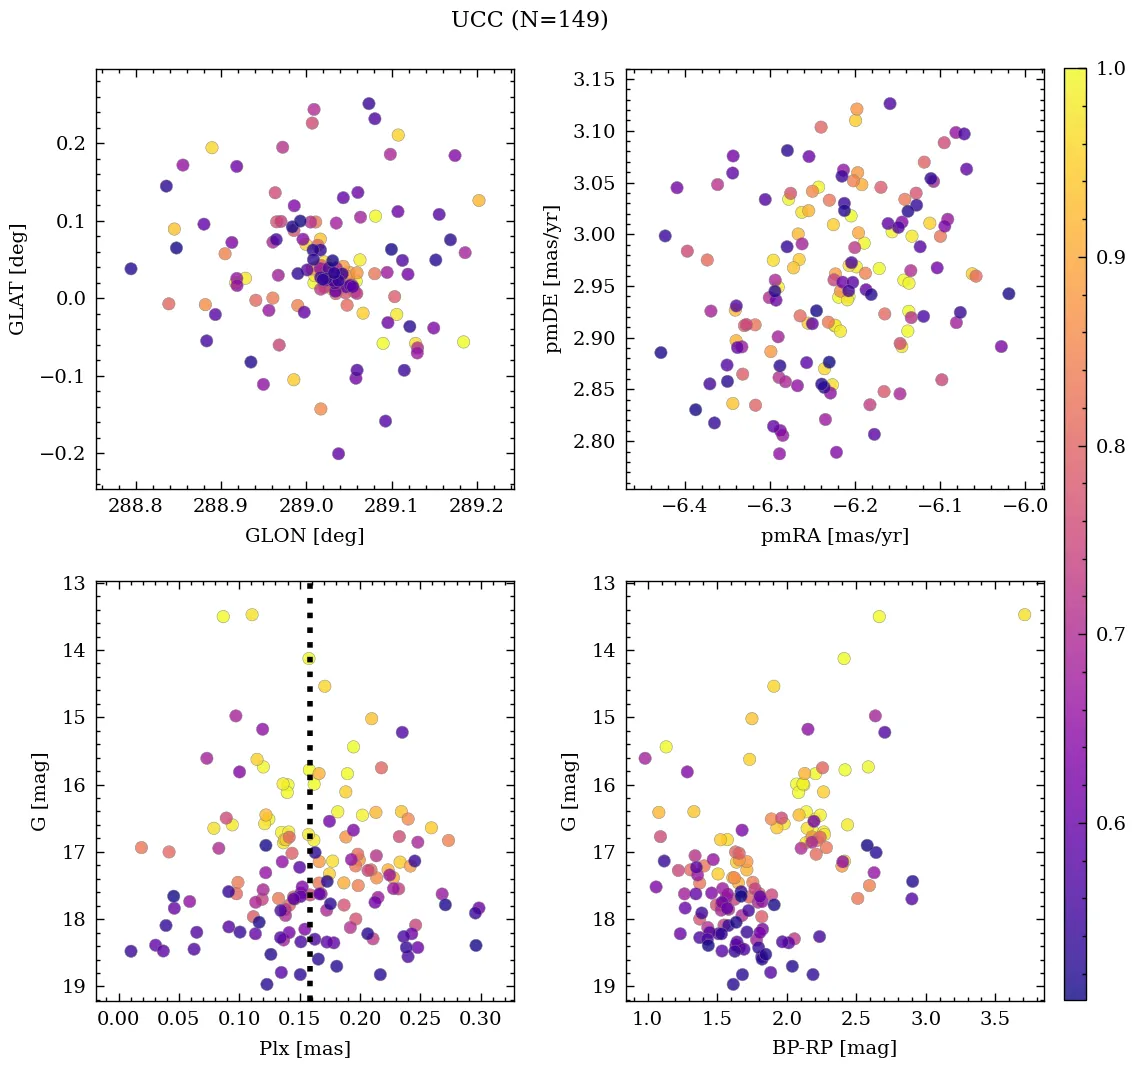 UCC (N=149)
0.2
0.1
0.0
−0.1
−0.2
GLAT [deg]
288.8 288.9 289.0 289.1 289.2
GLON [deg]
3.15
3.10
3.05
3.00
2.95
2.90
2.85
2.80
pmDE [mas/yr]
−6.4 −6.3 −6.2 −6.1 −6.0
pmRA [mas/yr]
13
14
15
16
17
18
19
G [mag]
0.00 0.05 0.10 0.15 0.20 0.25 0.30
Plx [mas]
13
14
15
16
17
18
19
G [mag]
1.0 1.5 2.0 2.5 3.0 3.5
BP-RP [mag]
1.0
0.9
0.8
0.7
0.6